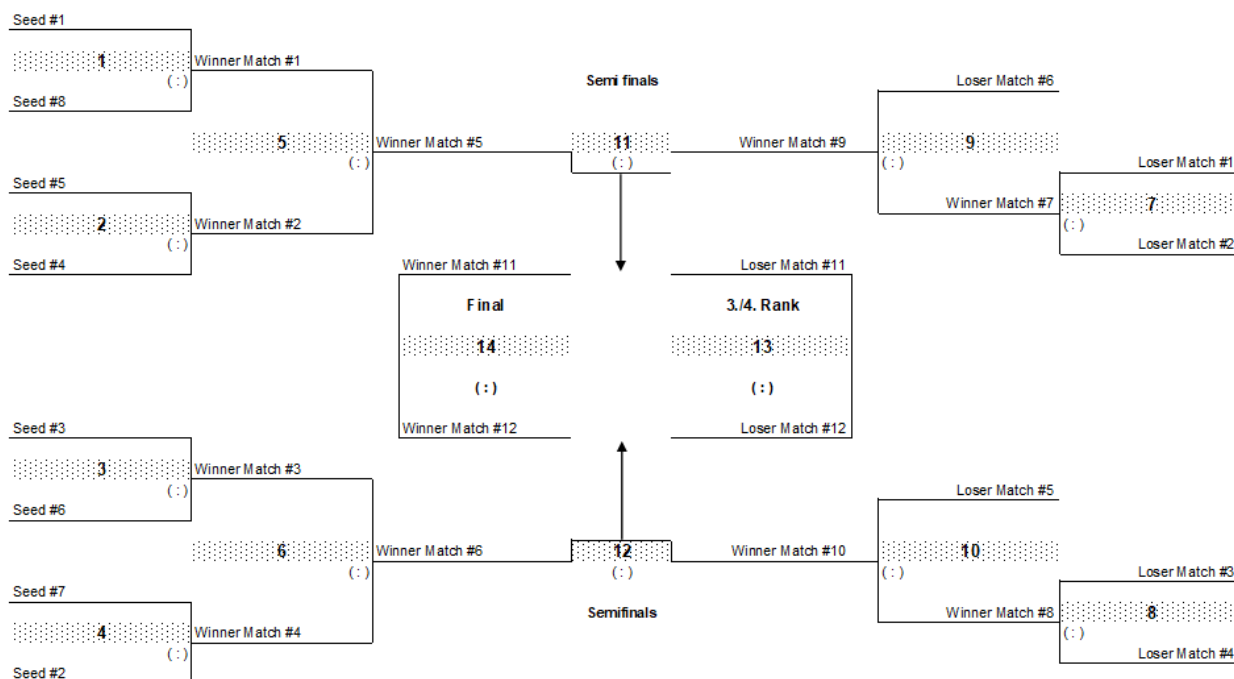 Seed #1
1
Winner Match #1
( : )
Semi finals
Loser Match #6
Seed #8
5
Winner Match #5
11
Winner Match #9
9
( : )
( : )
( : )
Loser Match #1
Seed #5
Winner Match #7
7
2
Winner Match #2
( : )
( : )
Loser Match #2
Seed #4
Winner Match #11
Loser Match #11
Final
3./4. Rank
14
13
( : )
( : )
Winner Match #12
Loser Match #12
Seed #3
3
Winner Match #3
( : )
Loser Match #5
Seed #6
6
Winner Match #6
12
Winner Match #10
10
( : )
( : )
( : )
Loser Match #3
Seed #7
Semifinals
Winner Match #8
8
4
Winner Match #4
( : )
( : )
Loser Match #4
Seed #2